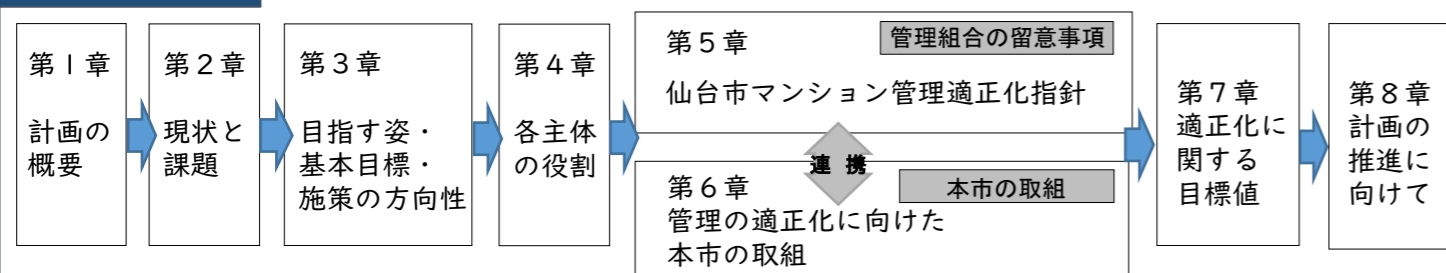 第１章
計画の
概要
第２章
現状と
課題
第３章
目指す姿・
基本目標・
施策の方向性
第４章
各主体
の役割
第５章
管理組合の留意事項
仙台市マンション管理適正化指針
連 携
第６章
本市の取組
管理の適正化に向けた
本市の取組
第７章
適正化に
関する
目標値
第８章
計画の
推進に
向けて